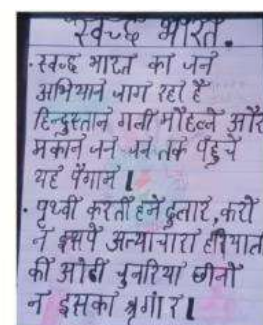 स्वच्छ भारत.
·स्वच्छ भारत का जन
अभियान जाग रहा है
हिन्दुस्तान गली मोहल्ले और
मकान जन जन तक पहुंचे
यह पैगाम।
· पृथ्वी करती हमें दुलार, करो
न इसपे अत्याचारा हरियाली
की ओढी चुनरिया छीनो
न इसका श्रृंगार।